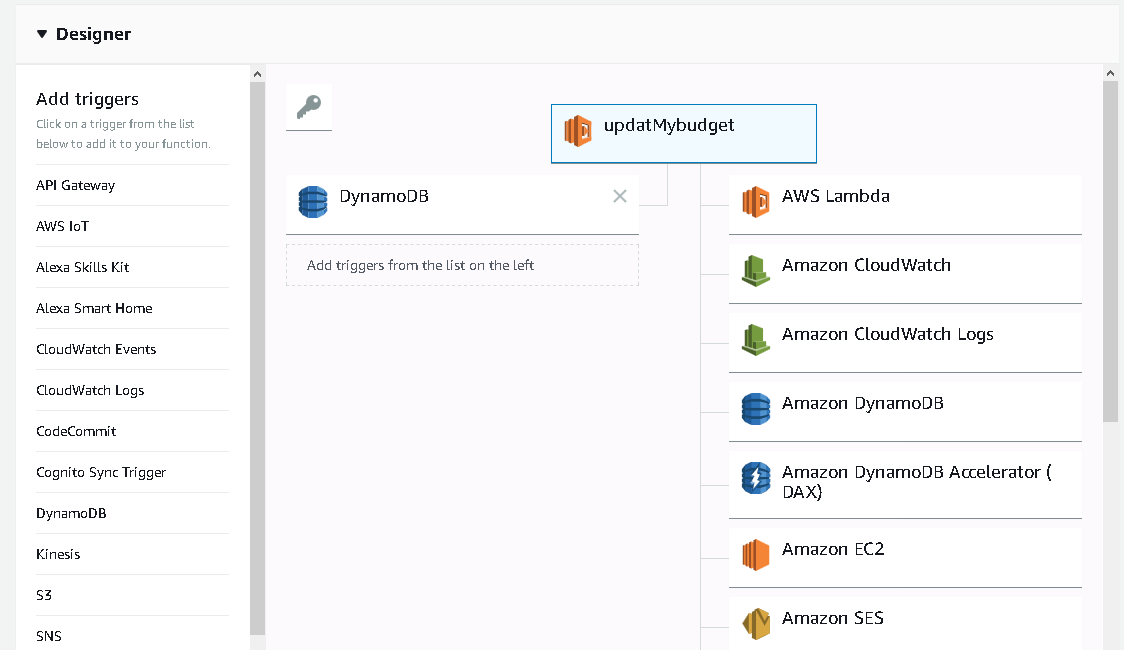 Designer
Add triggers
Click on a trigger from the list
below to add it to your function.
API Gateway
AWS IoT
Alexa Skills Kit
Alexa Smart Home
CloudWatch Events
CloudWatch Logs
CodeCommit
Cognito Sync Trigger
DynamoDB
Kinesis
S3
SNS
updatMybudget
DynamoDB
Add triggers from the list on the left
AWS Lambda
Amazon CloudWatch
Amazon CloudWatch Logs
Amazon DynamoDB
Amazon DynamoDB Accelerator (
DAX)
Amazon EC2
Amazon SES